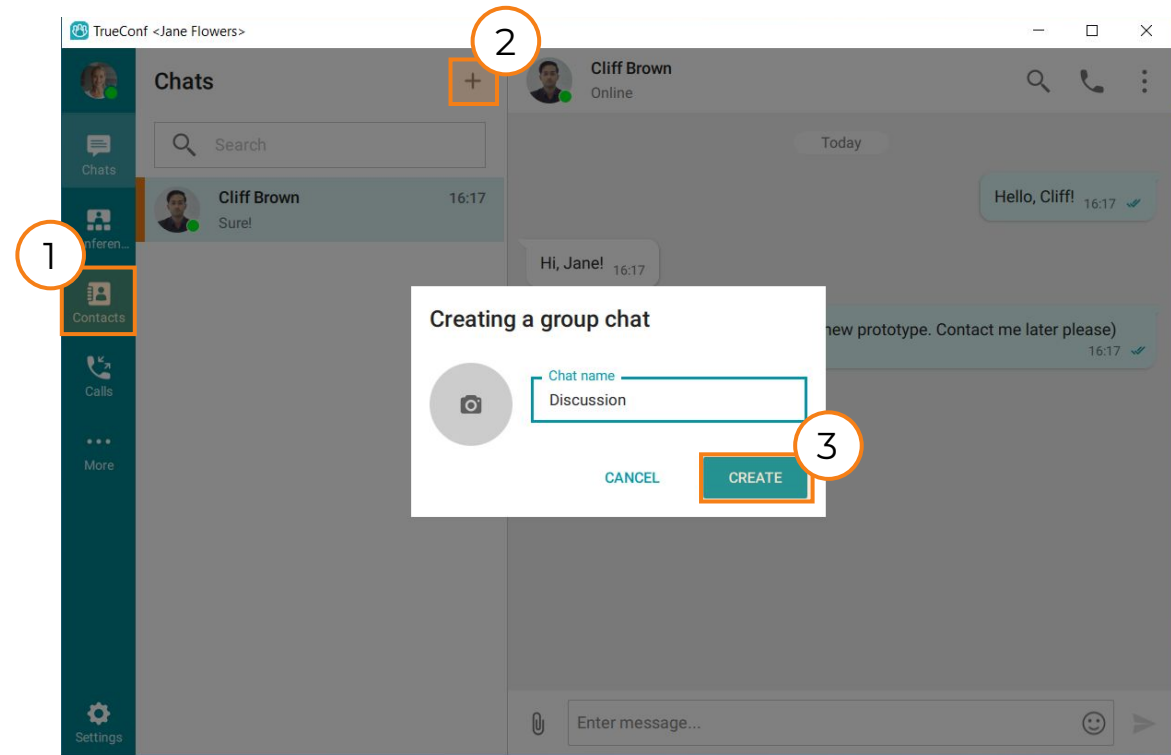 TrueConf <Jane Flowers>
2
Chats
+
Cliff Brown
Online
Chats
Search
Today
Cliff Brown 16:17
Sure!
Hello, Cliff! 16:17
1
nferen...
Hi, Jane! 16:17
Contacts
Creating a group chat
new prototype. Contact me later please)
16:17
Calls
Chat name
Discussion
3
More
CANCEL CREATE
Enter message...
Settings